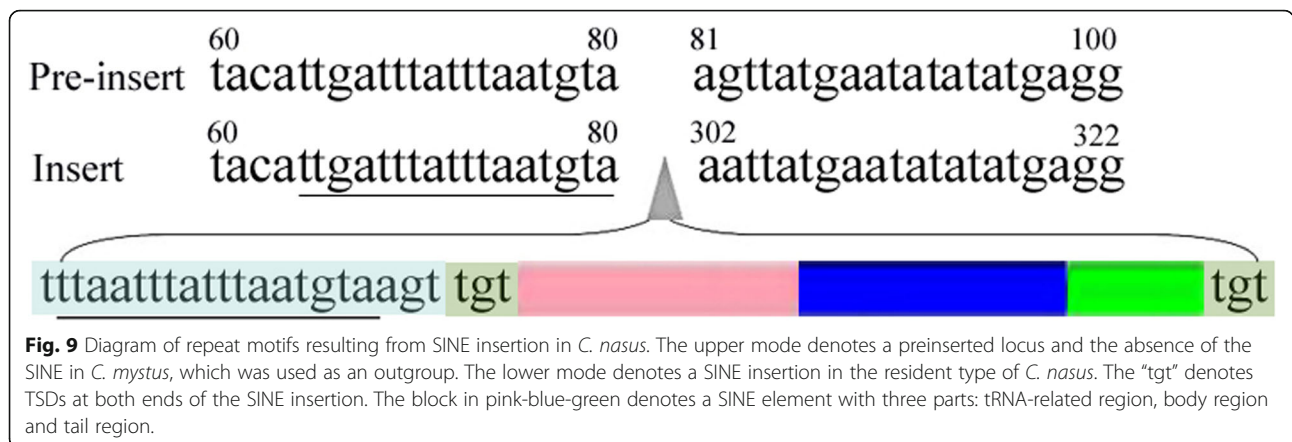 60 80 81 100
Pre-insert tacattgatttatttaatgta agttatgaatatatatgagg
60 80 302 322
Insert tacattgatttatttaatgta aattatgaatatatatgagg
tttaatttatttaatgtaagt tgt tgt
Fig. 9 Diagram of repeat motifs resulting from SINE insertion in C. nasus. The upper mode denotes a preinserted locus and the absence of the
SINE in C. mystus, which was used as an outgroup. The lower mode denotes a SINE insertion in the resident type of C. nasus. The “tgt” denotes
TSDs at both ends of the SINE insertion. The block in pink-blue-green denotes a SINE element with three parts: tRNA-related region, body region
and tail region.